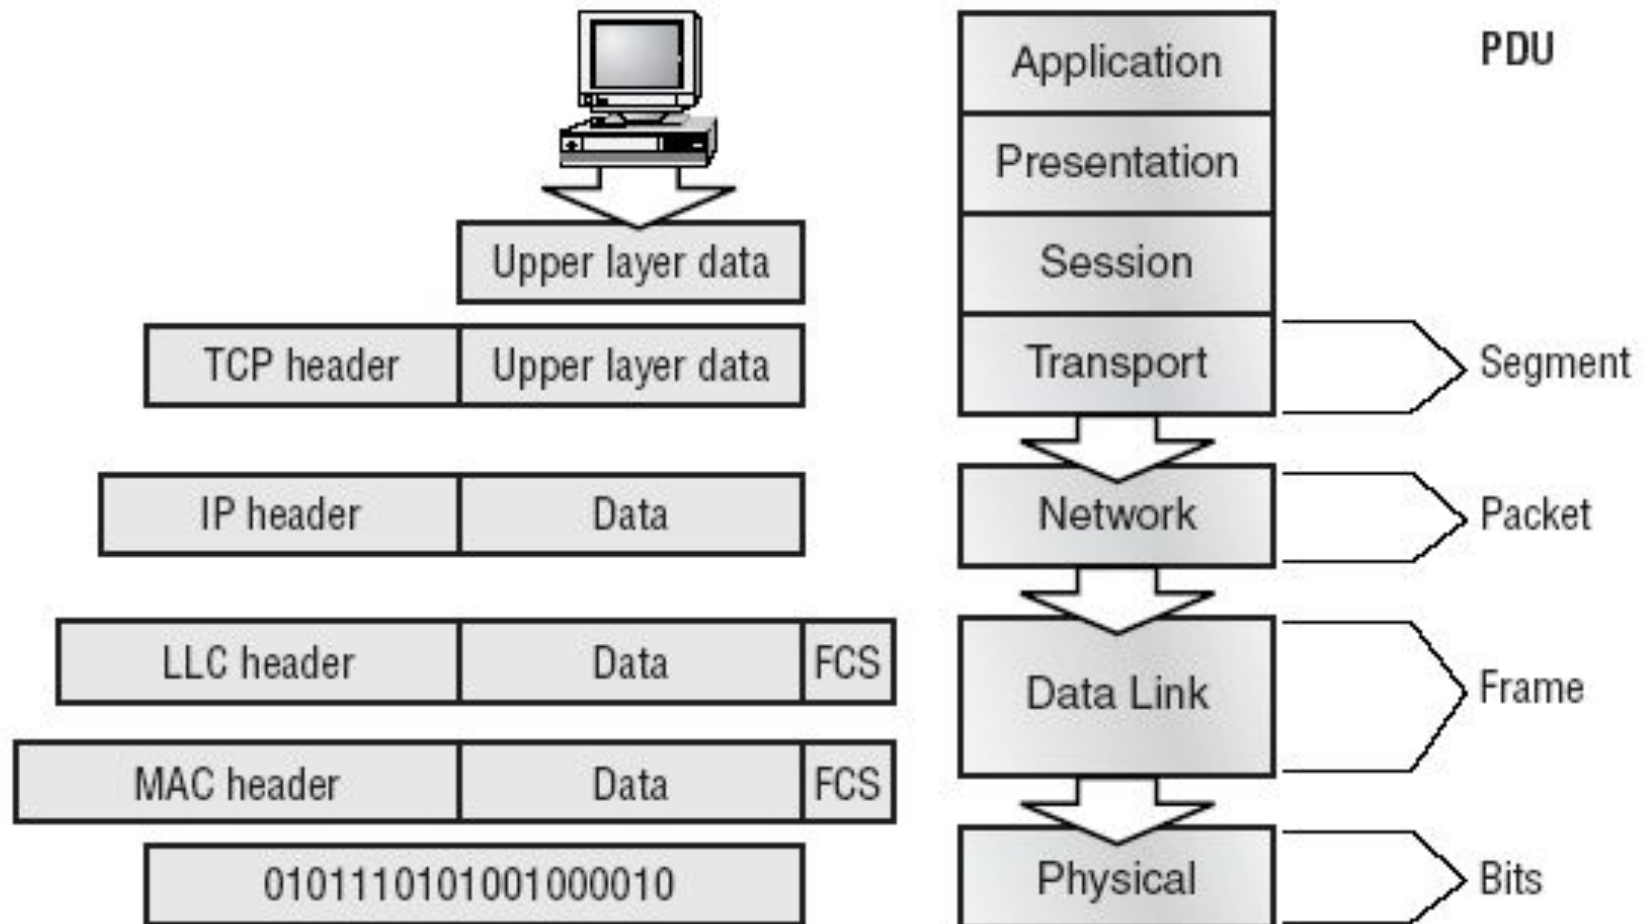 Application
PDU
Presentation
Upper layer data
Session
TCP header Upper layer data
Transport
Segment
IP header Data
Network
Packet
LLC header Data FCS
Data Link
Frame
MAC header Data FCS
0101110101001000010
Physical
Bits